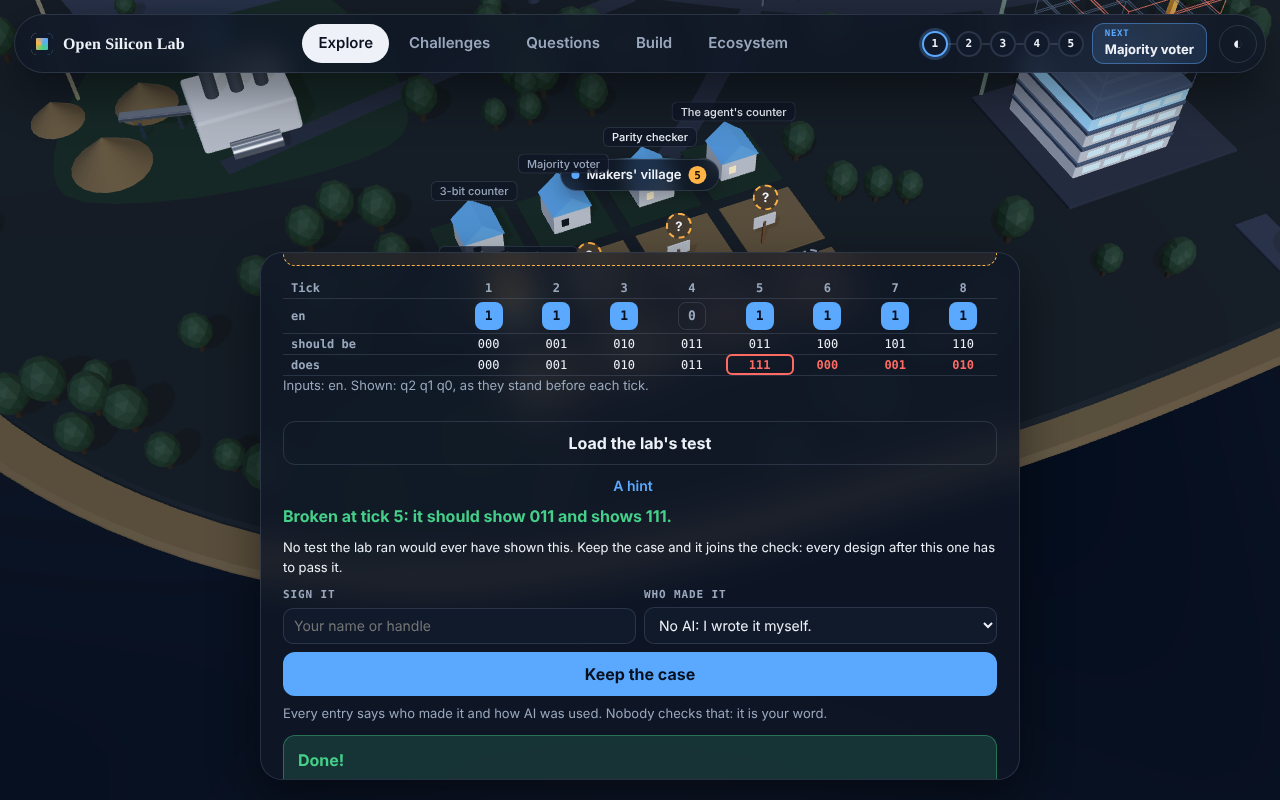 Open Silicon Lab
Explore
Challenges
Questions
Build
Ecosystem
1 2 3 4 5
NEXT
Majority voter
The agent's counter
Parity checker
Majority voter
Makers' village 5
3-bit counter
?
?
?
Tick 1 2 3 4 5 6 7 8
en 1 1 1 0 1 1 1 1
should be 000 001 010 011 011 100 101 110
does 000 001 010 011 111 000 001 010
Inputs: en. Shown: q2 q1 q0, as they stand before each tick.
Load the lab's test
A hint
Broken at tick 5: it should show 011 and shows 111.
No test the lab ran would ever have shown this. Keep the case and it joins the check: every design after this one has
to pass it.
SIGN IT
WHO MADE IT
Your name or handle
No AI: I wrote it myself.
Keep the case
Every entry says who made it and how AI was used. Nobody checks that: it is your word.
Done!